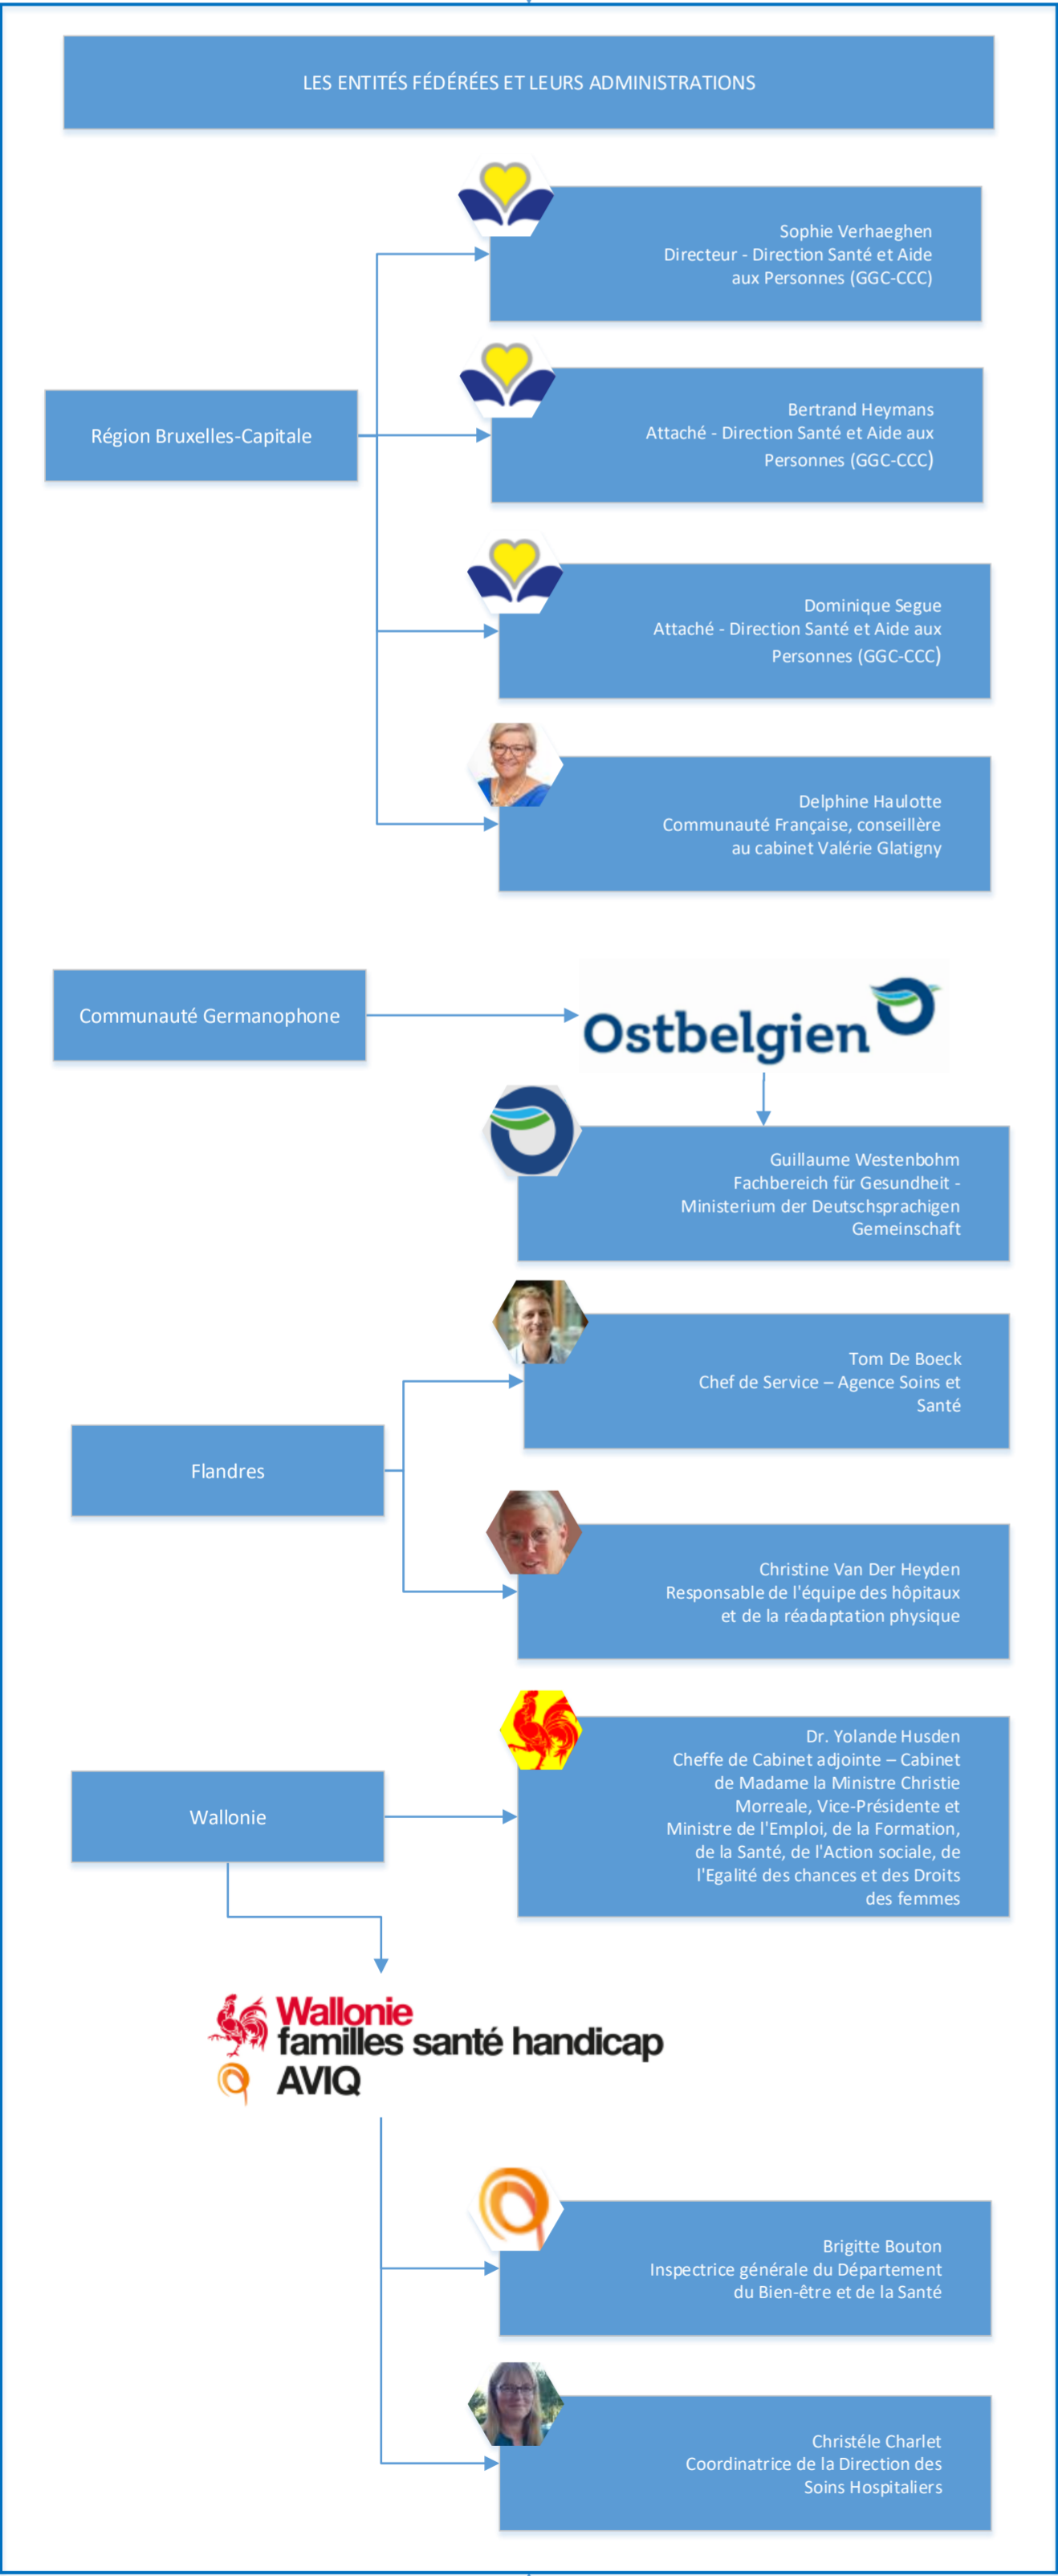 LES ENTITÉS FÉDÉRÉES ET LEURS ADMINISTRATIONS
Région Bruxelles-Capitale
Sophie Verhaeghen
Directeur - Direction Santé et Aide
aux Personnes (GGC-CCC)
Bertrand Heymans
Attaché - Direction Santé et Aide aux
Personnes (GGC-CCC)
Dominique Segue
Attaché - Direction Santé et Aide aux
Personnes (GGC-CCC)
Delphine Haulotte
Communauté Française, conseillère
au cabinet Valérie Glatigny
Communauté Germanophone
Ostbelgien
Guillaume Westenbohm
Fachbereich für Gesundheit -
Ministerium der Deutschsprachigen
Gemeinschaft
Flandres
Tom De Boeck
Chef de Service – Agence Soins et
Santé
Christine Van Der Heyden
Responsable de l'équipe des hôpitaux
et de la réadaptation physique
Wallonie
Dr. Yolande Husden
Cheffe de Cabinet adjointe – Cabinet
de Madame la Ministre Christie
Morreale, Vice-Présidente et
Ministre de l'Emploi, de la Formation,
de la Santé, de l'Action sociale, de
l'Egalité des chances et des Droits
des femmes
Wallonie
familles santé handicap
AVIQ
Brigitte Bouton
Inspectrice générale du Département
du Bien-être et de la Santé
Christéle Charlet
Coordinatrice de la Direction des
Soins Hospitaliers